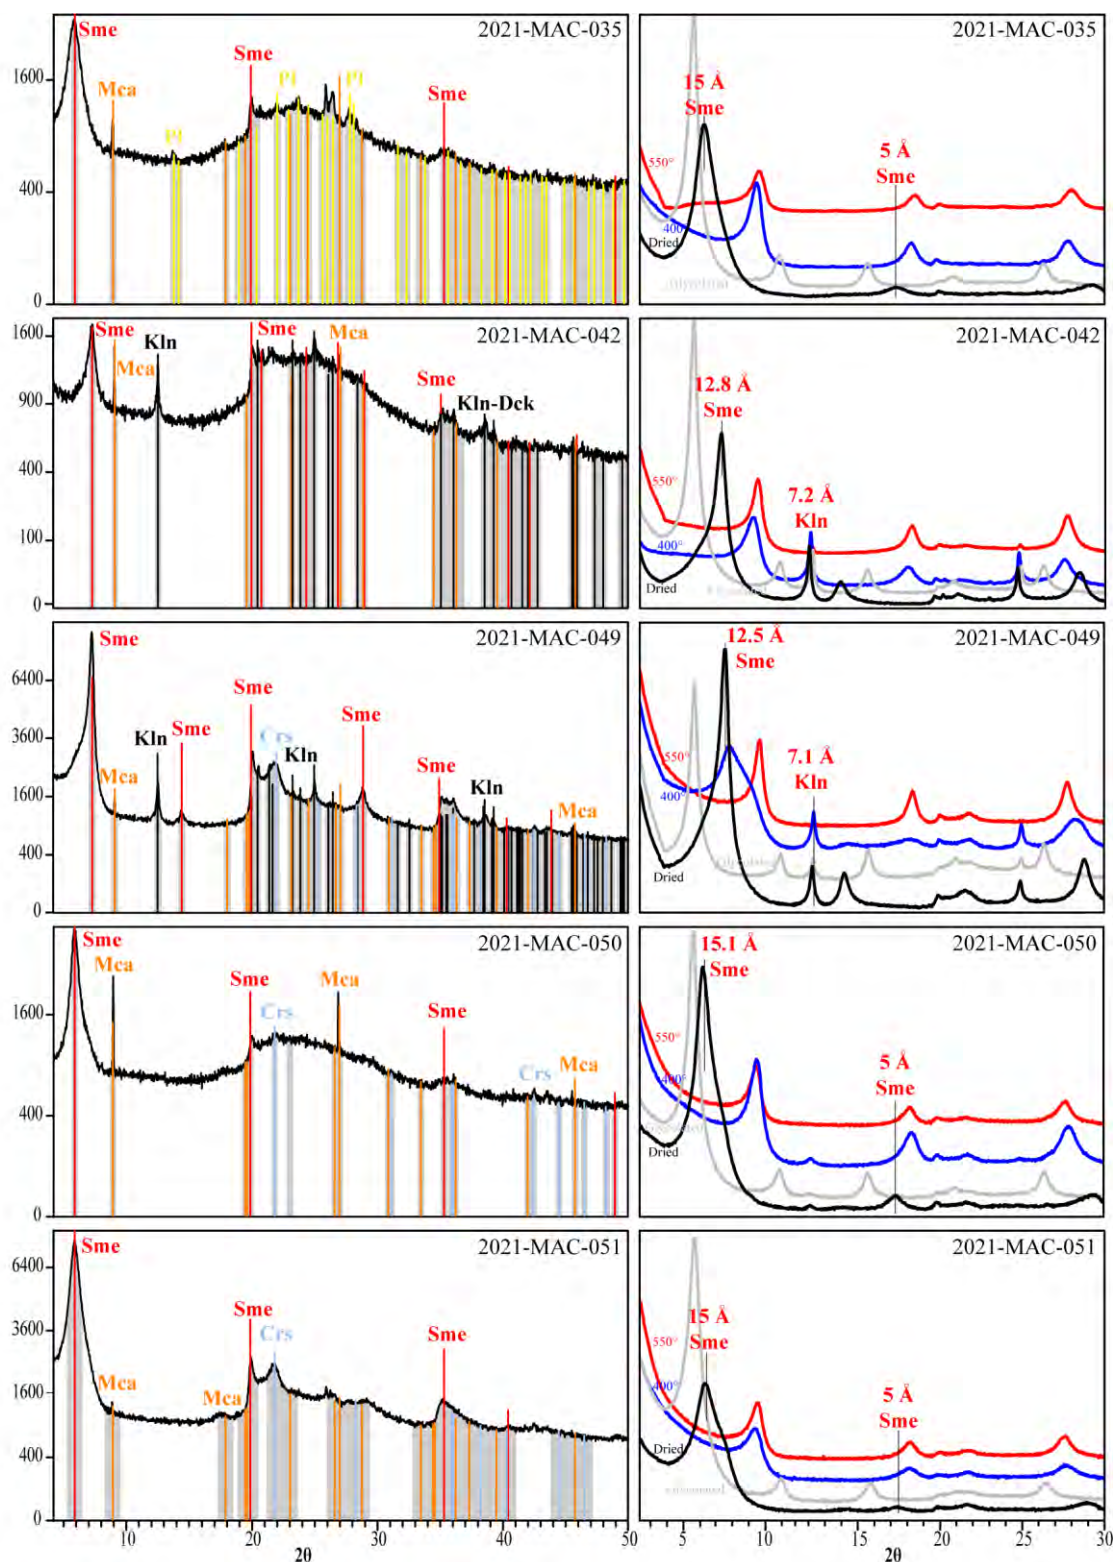 2021-MAC-035
Sme
Mca
Pl
Sme
Pl
Pl
Sme
1600
400
0
2021-MAC-035
15 Å
Sme
5 Å
Sme
550°
400
Dried
2021-MAC-042
Sme
Mca
Kln
Sme
Mca
Sme
Kln-Dck
1600
900
400
100
0
2021-MAC-042
12.8 Å
Sme
7.2 Å
Kln
550°
400°
Dried
2021-MAC-049
Sme
Mca
Kln
Sme
Sme
Crs
Kln
Sme
Sme
Kln
Mca
6400
3600
1600
400
0
2021-MAC-049
12.5 Å
Sme
7.1 Å
Kln
550°
400°
Dried
2021-MAC-050
Sme
Mca
Sme
Crs
Mca
Sme
Crs
Mca
1600
400
0
2021-MAC-050
15.1 Å
Sme
5 Å
Sme
550°
400°
Dried
2021-MAC-051
Sme
Mca
Mca
Sme
Crs
Sme
6400
3600
1600
400
0
10 20 30 40 50
2θ
2021-MAC-051
15 Å
Sme
5 Å
Sme
550°
400°
Dried
5 10 15 20 25 30
2θ